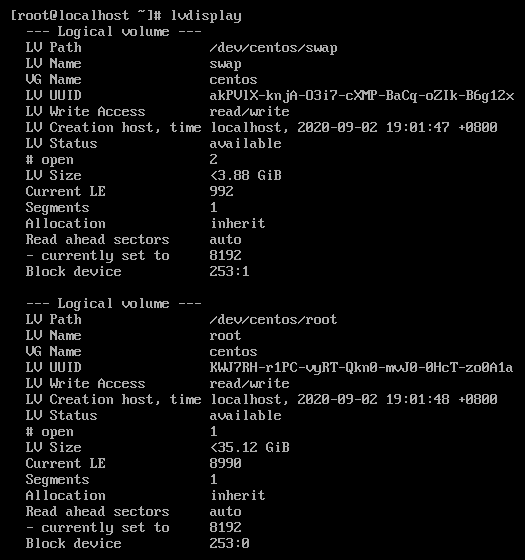 [root@localhost ~]# lvdisplay
  --- Logical volume ---
  LV Path                /dev/centos/swap
  LV Name                swap
  VG Name                centos
  LV UUID                akPVlX-knjA-O3i7-cXMP-BaCq-oZIk-B6g12x
  LV Write Access        read/write
  LV Creation host, time localhost, 2020-09-02 19:01:47 +0800
  LV Status              available
  # open                 2
  LV Size                <3.88 GiB
  Current LE             992
  Segments               1
  Allocation             inherit
  Read ahead sectors     auto
  - currently set to     8192
  Block device           253:1

  --- Logical volume ---
  LV Path                /dev/centos/root
  LV Name                root
  VG Name                centos
  LV UUID                KWJ7RH-r1PC-vyRT-Qkn0-mvJ0-0HcT-zo0A1a
  LV Write Access        read/write
  LV Creation host, time localhost, 2020-09-02 19:01:48 +0800
  LV Status              available
  # open                 1
  LV Size                <35.12 GiB
  Current LE             8990
  Segments               1
  Allocation             inherit
  Read ahead sectors     auto
  - currently set to     8192
  Block device           253:0